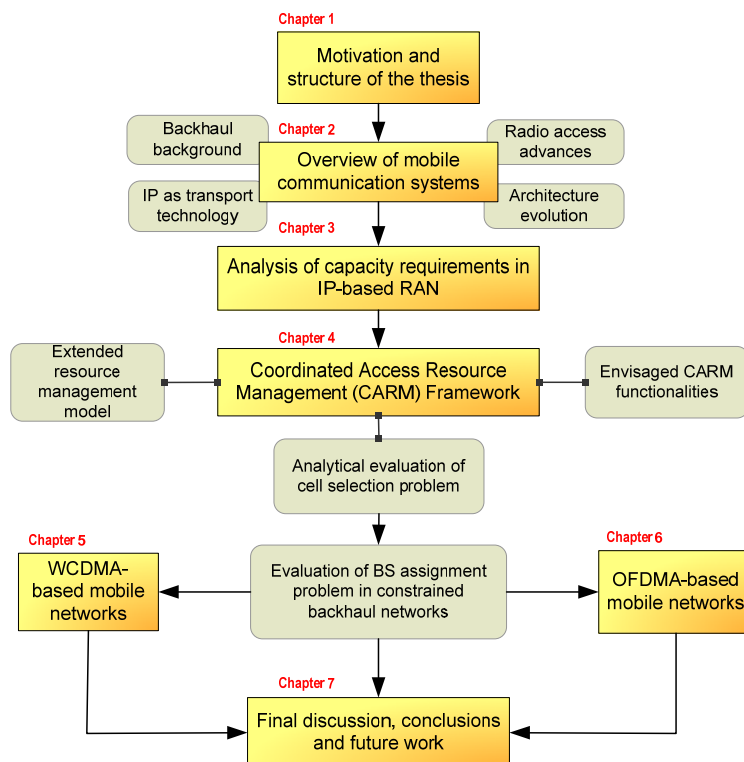 Chapter 1
Motivation and
structure of the thesis
Backhaul
background
Chapter 2
Radio access
advances
Overview of mobile
communication systems
IP as transport
technology
Architecture
evolution
Chapter 3
Analysis of capacity requirements in
IP-based RAN
Chapter 4
Extended
resource
management
model
Coordinated Access Resource
Management (CARM) Framework
Envisaged CARM
functionalities
Analytical evaluation of
cell selection problem
Chapter 5
WCDMA-
based mobile
networks
Evaluation of BS assignment
problem in constrained
backhaul networks
Chapter 6
OFDMA-based
mobile networks
Chapter 7
Final discussion, conclusions
and future work